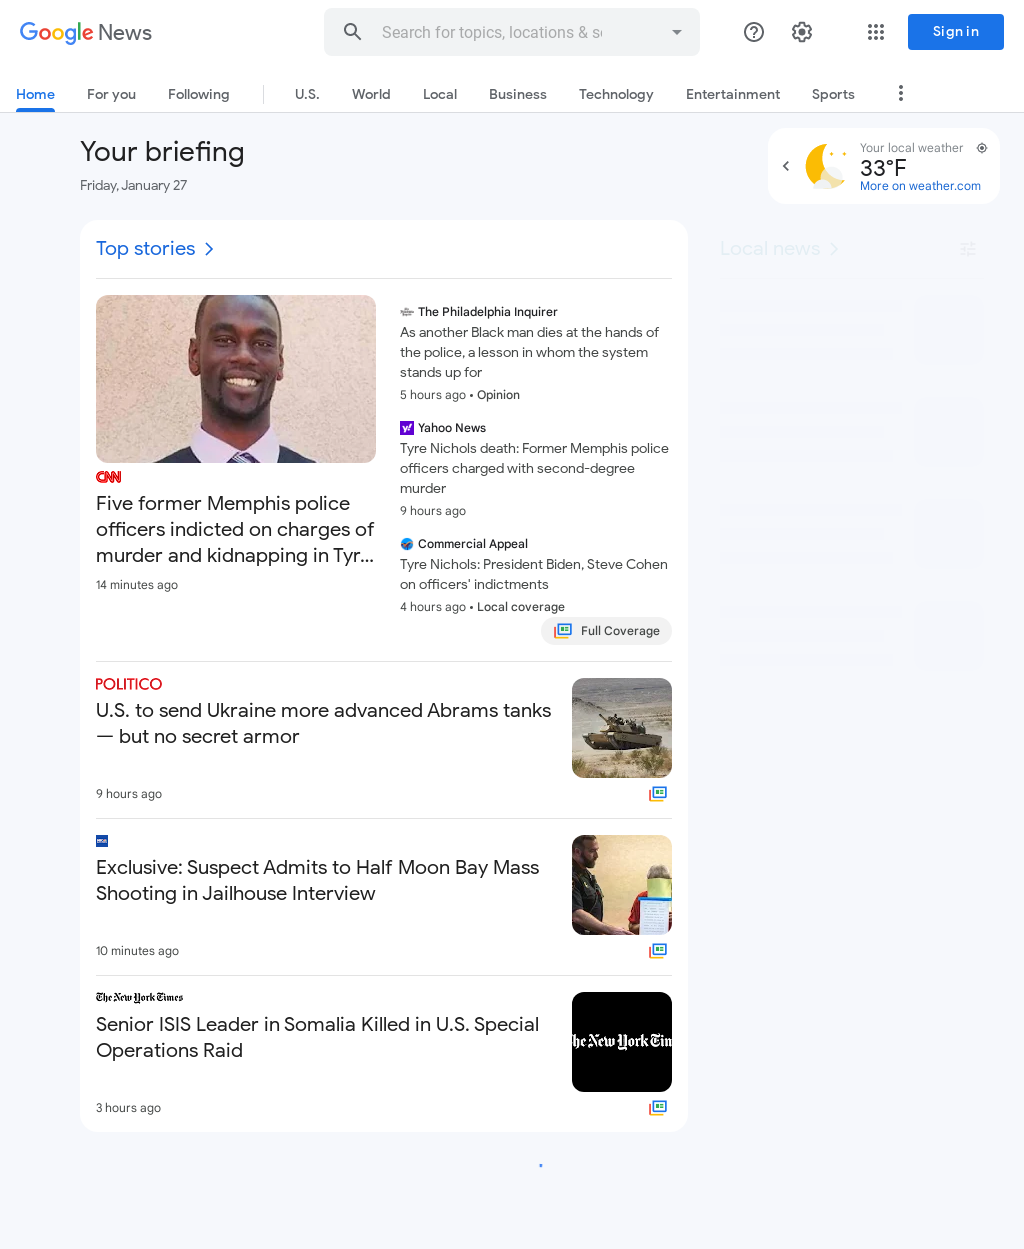 Google News
Search for topics, locations &
Sign in
Home
For you
Following
U.S.
World
Local
Business
Technology
Entertainment
Sports
Your briefing
Friday, January 27
Your local weather
33°F
More on weather.com
Top stories
Local news
CNN
Five former Memphis police
officers indicted on charges of
murder and kidnapping in Tyr...
14 minutes ago
The Philadelphia Inquirer
As another Black man dies at the hands of
the police, a lesson in whom the system
stands up for
5 hours ago • Opinion
Yahoo News
Tyre Nichols death: Former Memphis police
officers charged with second-degree
murder
9 hours ago
Commercial Appeal
Tyre Nichols: President Biden, Steve Cohen
on officers' indictments
4 hours ago • Local coverage
Full Coverage
POLITICO
U.S. to send Ukraine more advanced Abrams tanks
— but no secret armor
9 hours ago
Exclusive: Suspect Admits to Half Moon Bay Mass
Shooting in Jailhouse Interview
10 minutes ago
The New York Times
Senior ISIS Leader in Somalia Killed in U.S. Special
Operations Raid
he New York Tim
3 hours ago